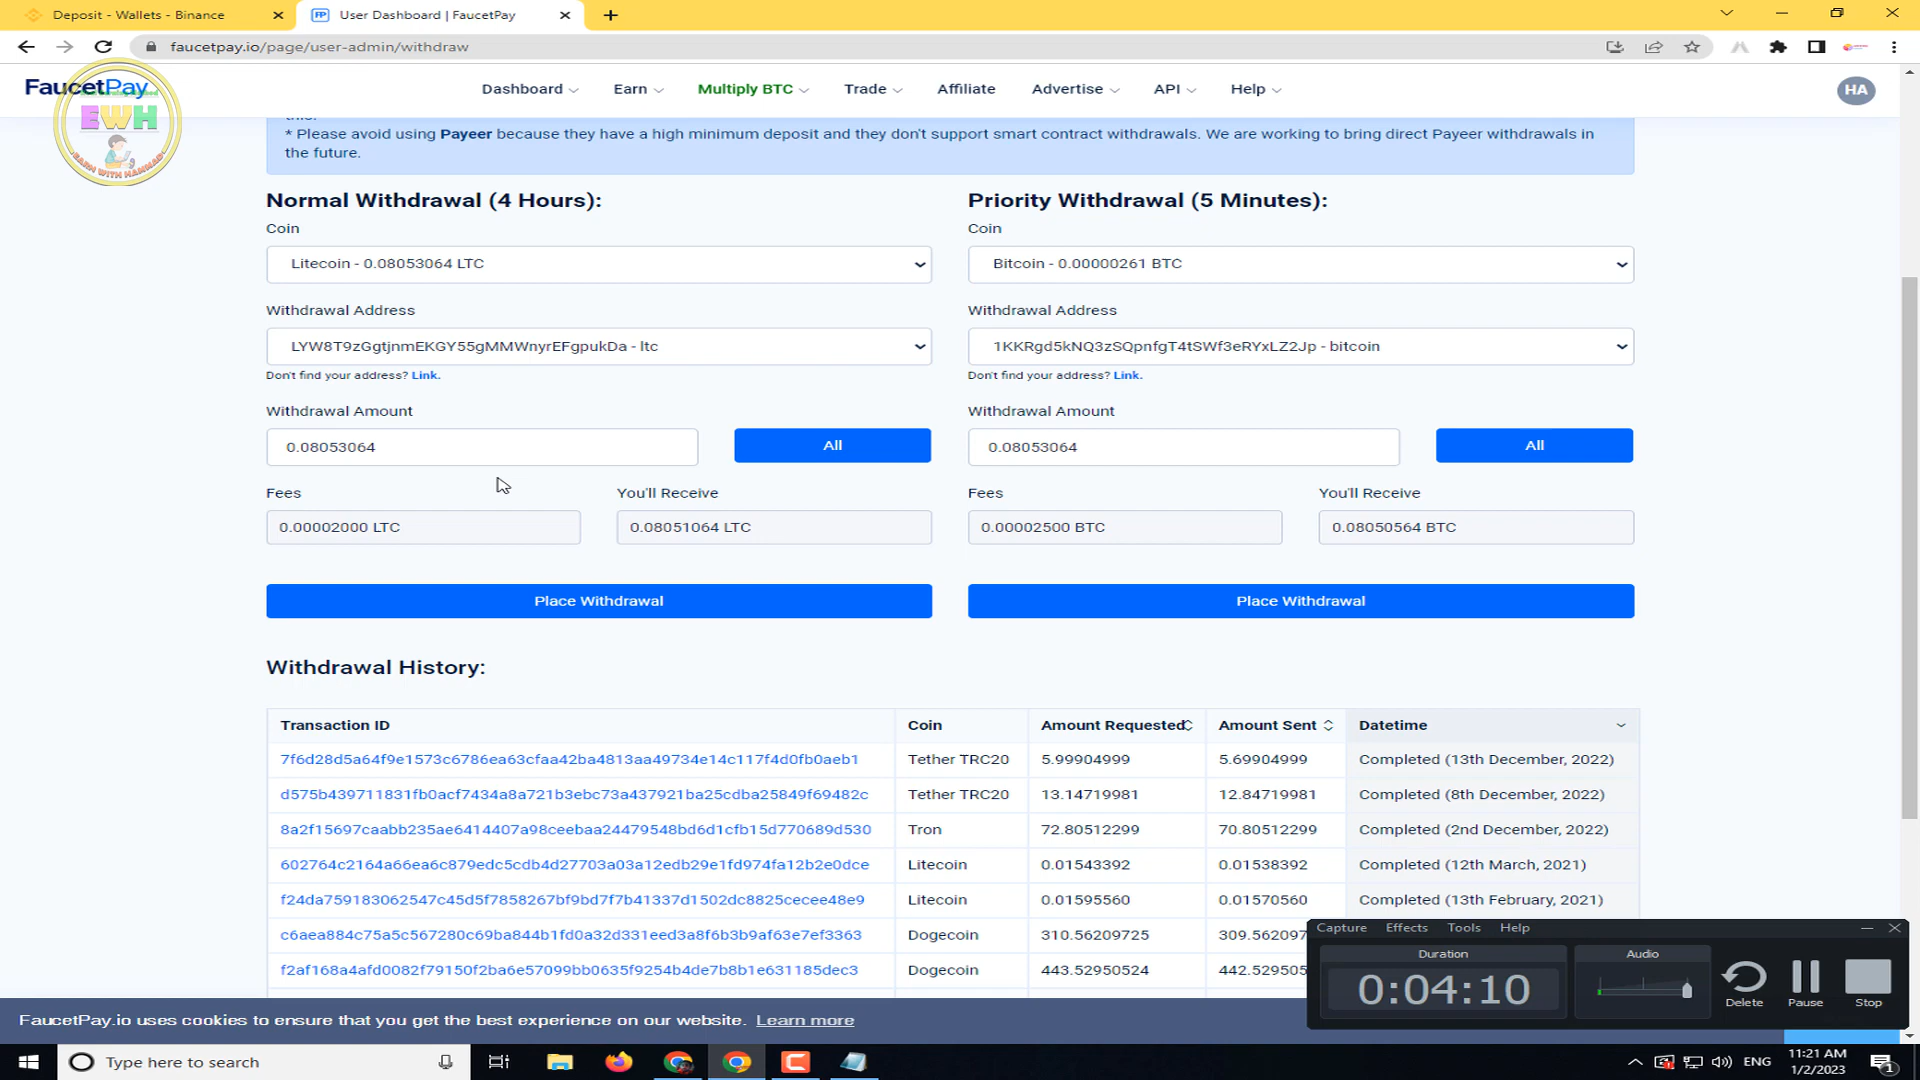 Deposit - Wallets - Binance
User Dashboard | FaucetPay
faucetpay.io/page/user-admin/withdraw
FaucetPay
EWH
EARN WITH HAMMAD
Dashboard
Earn
Multiply BTC
Trade
Affiliate
Advertise
API
Help
HA
this.
* Please avoid using Payeer because they have a high minimum deposit and they don't support smart contract withdrawals. We are working to bring direct Payeer withdrawals in
the future.
Normal Withdrawal (4 Hours):
Coin
Litecoin - 0.08053064 LTC
Withdrawal Address
LYW8T9zGgtjnmEKGY55gMMWnyrEFgpukDa - ltc
Don't find your address? Link.
Withdrawal Amount
0.08053064
All
Fees
You'll Receive
0.00002000 LTC
0.08051064 LTC
Place Withdrawal
Priority Withdrawal (5 Minutes):
Coin
Bitcoin - 0.00000261 BTC
Withdrawal Address
1KKRgd5kNQ3zSQpnfgT4tSWf3eRYxLZ2Jp - bitcoin
Don't find your address? Link.
Withdrawal Amount
0.08053064
All
Fees
You'll Receive
0.00002500 BTC
0.08050564 BTC
Place Withdrawal
Withdrawal History:
Transaction ID Coin Amount Requested Amount Sent Datetime
7f6d28d5a64f9e1573c6786ea63cfaa42ba4813aa49734e14c117f4d0fb0aeb1 Tether TRC20 5.99904999 5.69904999 Completed (13th December, 2022)
d575b439711831fb0acf7434a8a721b3ebc73a437921ba25cdba25849f69482c Tether TRC20 13.14719981 12.84719981 Completed (8th December, 2022)
8a2f15697caabb235ae6414407a98ceebaa24479548bd6d1cfb15d770689d530 Tron 72.80512299 70.80512299 Completed (2nd December, 2022)
602764c2164a66ea6c879edc5cdb4d27703a03a12edb29e1fd974fa12b2e0dce Litecoin 0.01543392 0.01538392 Completed (12th March, 2021)
f24da759183062547c45d5f7858267bf9bd7f7b41337d1502dc8825cecee48e9 Litecoin 0.01595560 0.01570560 Completed (13th February, 2021)
c6aea884c75a5c567280c69ba844b1fd0a32d331eed3a8f6b3b9af63e7ef3363 Dogecoin 310.56209725 309.5620972
f2af168a4afd0082f79150f2ba6e57099bb0635f9254b4de7b8b1e631185dec3 Dogecoin 443.52950524 442.5295052
Capture Effects Tools Help
Duration
Audio
0:04:10
Delete
Pause
Stop
FaucetPay.io uses cookies to ensure that you get the best experience on our website. Learn more
Type here to search
ENG
11:21 AM
1/2/2023
1